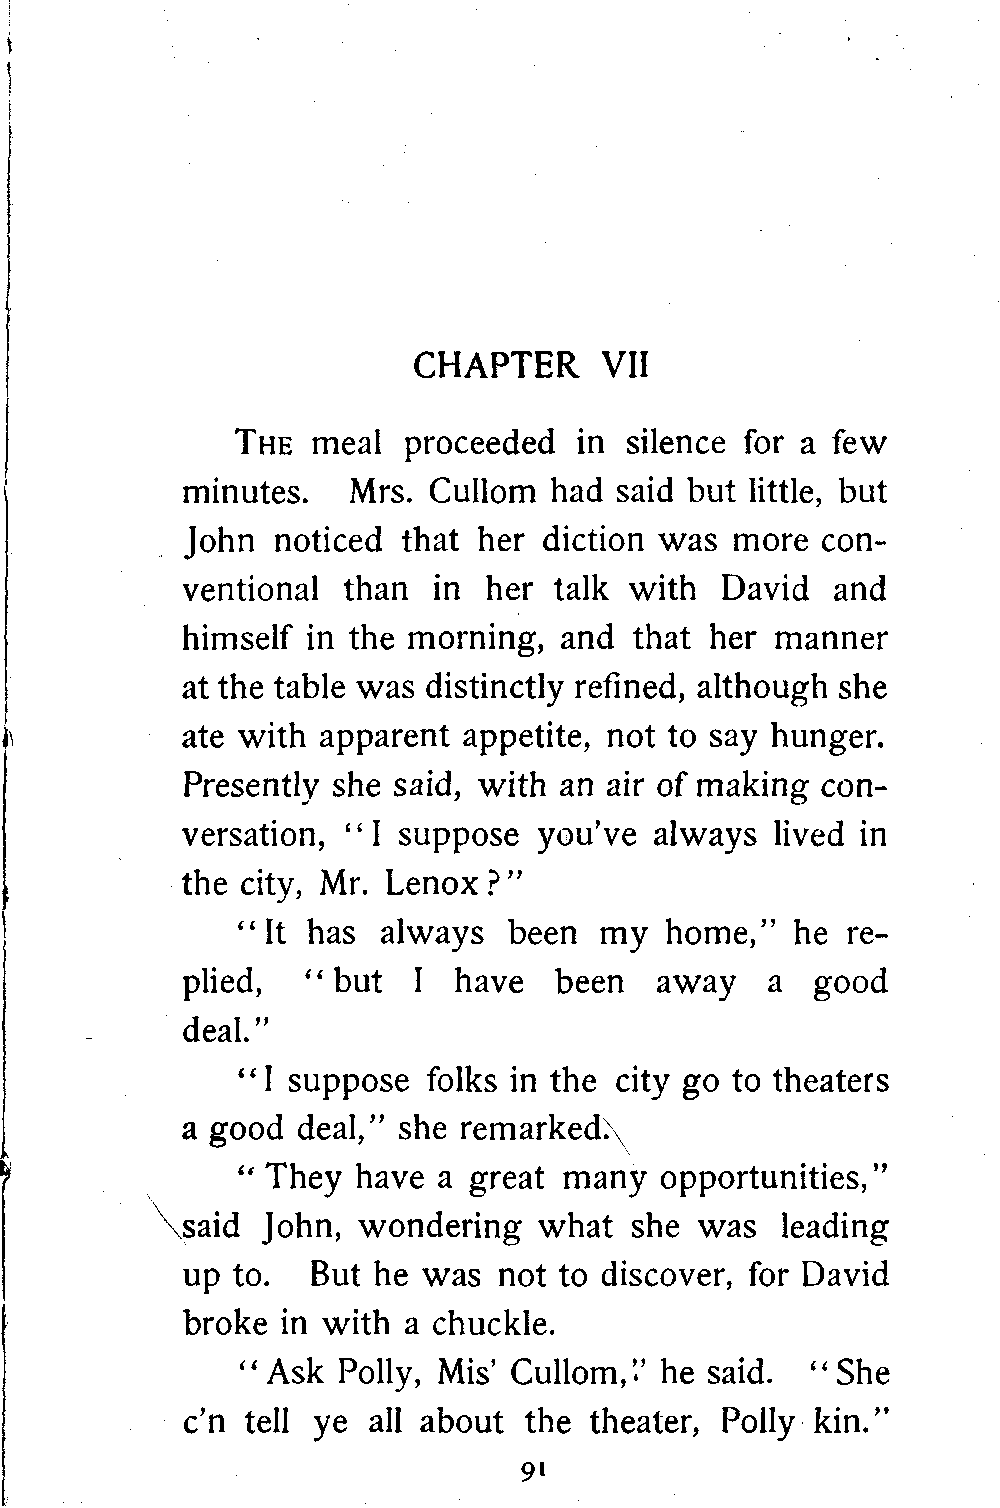 CHAPTER VII
THE meal proceeded in silence for a few
minutes. Mrs. Cullom had said but little, but
John noticed that her diction was more con-
ventional than in her talk with David and
himself in the morning, and that her manner
at the table was distinctly refined, although she
ate with apparent appetite, not to say hunger.
Presently she said, with an air of making con-
versation, "I suppose you've always lived in
the city, Mr. Lenox?"
"It has always been my home," he re-
plied, "but I have been away a good
deal."
"I suppose folks in the city go to theaters
a good deal," she remarked.
"They have a great many opportunities,"
said John, wondering what she was leading
up to. But he was not to discover, for David
broke in with a chuckle.
"Ask Polly, Mis' Cullom," he said. "She
c'n tell ye all about the theater, Polly kin."
91